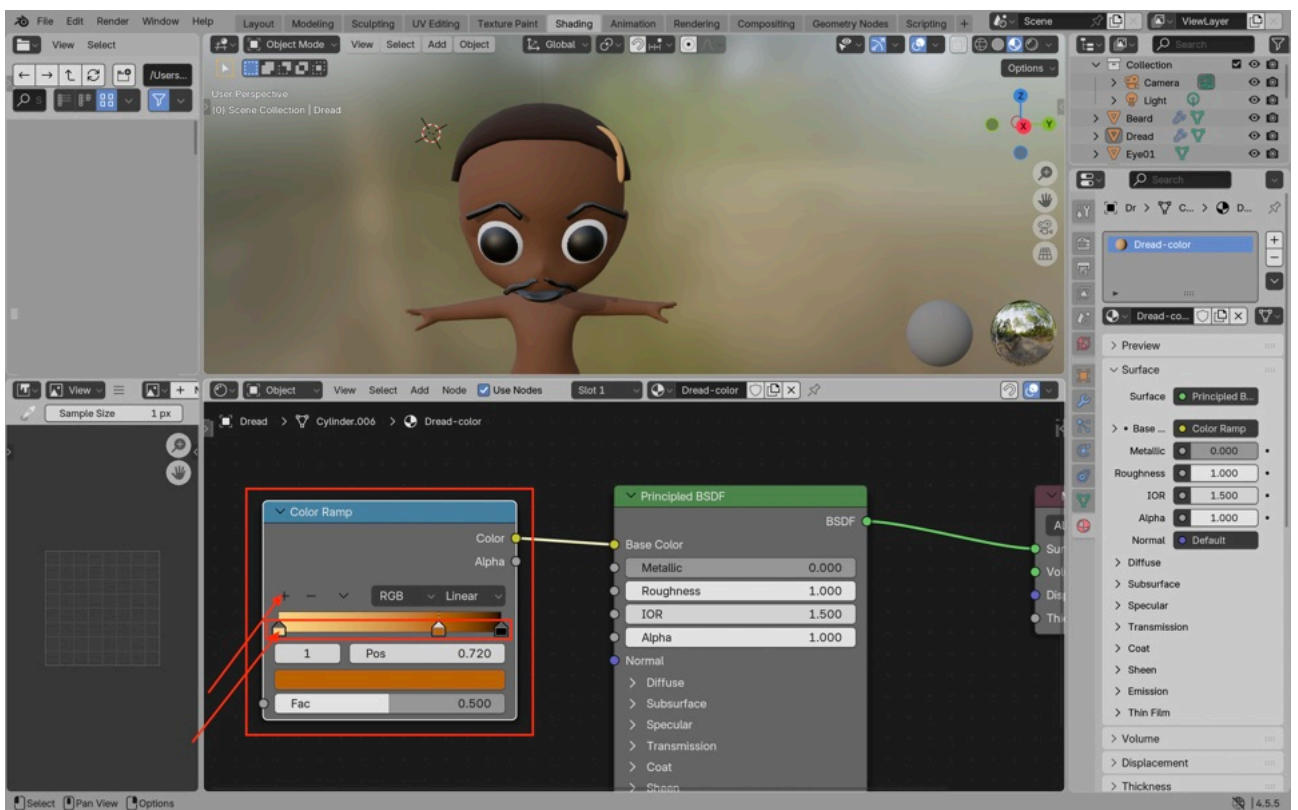 File Edit Render Window Help Layout Modeling Sculpting UV Editing Texture Paint Shading Animation Rendering Compositing Geometry Nodes Scripting + Scene ViewLayer
View Select
Object Mode View Select Add Object Global
Search
/Users...
Options
User Perspective
(0) Scene Collection | Dread
Z
Y
X
Collection
Camera
Light
Beard
Dread
Eye01
Search
Dr > C... > D...
Dread-color
Dread-co...
Preview
Surface
Surface Principled B...
Base ... Color Ramp
Metallic 0.000
Roughness 1.000
IOR 1.500
Alpha 1.000
Normal Default
Diffuse
Subsurface
Specular
Transmission
Coat
Sheen
Emission
Thin Film
Volume
Displacement
Thickness
View
Sample Size 1 px
Object View Select Add Node Use Nodes Slot 1 Dread-color
Dread > Cylinder.006 > Dread-color
Color Ramp
Color
Alpha
+ − RGB Linear
1 Pos 0.720
Fac 0.500
Principled BSDF
BSDF
Base Color
Metallic 0.000
Roughness 1.000
IOR 1.500
Alpha 1.000
Normal
Diffuse
Subsurface
Specular
Transmission
Coat
Sheen
Select Pan View Options
4.5.5